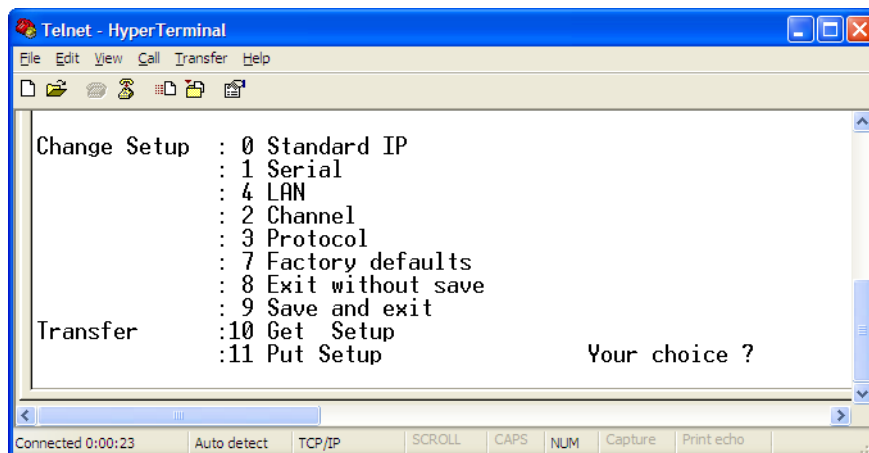 Telnet - HyperTerminal
File Edit View Call Transfer Help
Change Setup : 0 Standard IP
: 1 Serial
: 4 LAN
: 2 Channel
: 3 Protocol
: 7 Factory defaults
: 8 Exit without save
: 9 Save and exit
Transfer :10 Get Setup
:11 Put Setup Your choice ?
Connected 0:00:23 Auto detect TCP/IP SCROLL CAPS NUM Capture Print echo